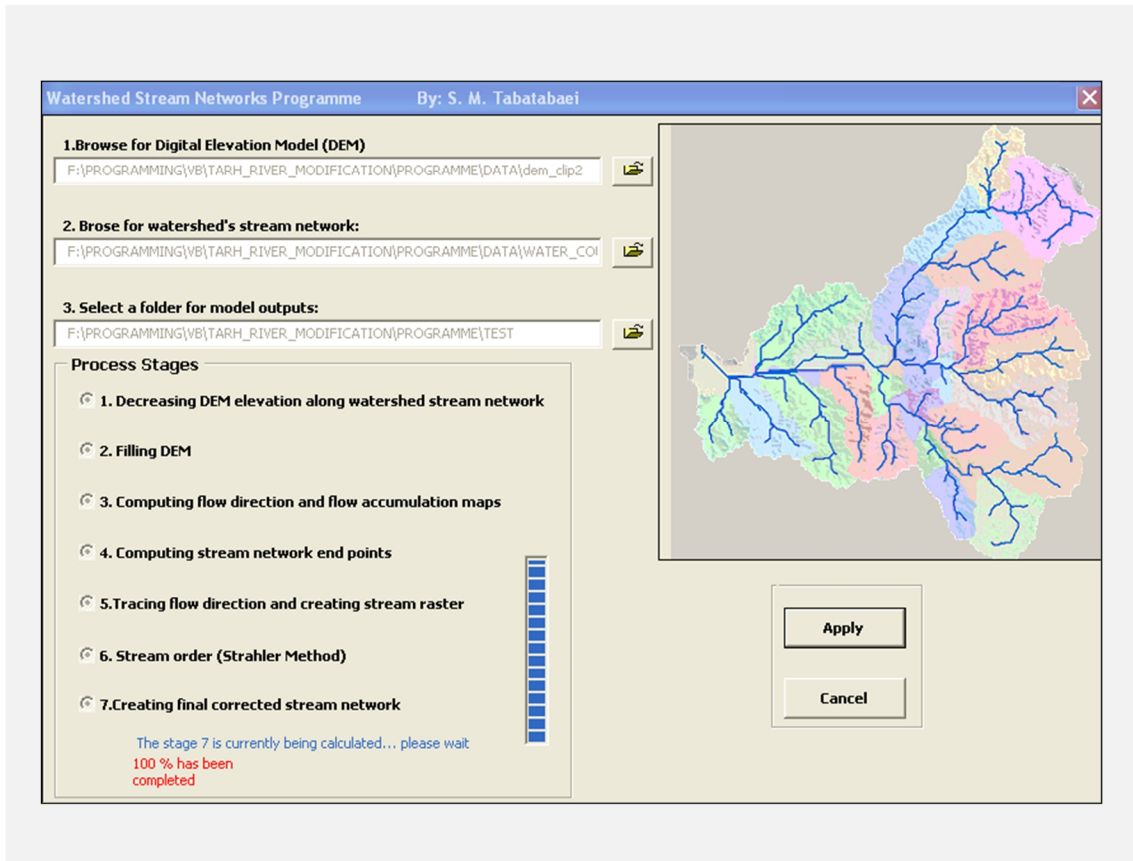 Watershed Stream Networks Programme By: S. M. Tabatabaei
1.Browse for Digital Elevation Model (DEM)
F:\PROGRAMMING\VB\TARH_RIVER_MODIFICATION\PROGRAMME\DATA\dem_clip2
2. Brose for watershed's stream network:
F:\PROGRAMMING\VB\TARH_RIVER_MODIFICATION\PROGRAMME\DATA\WATER_COU
3. Select a folder for model outputs:
F:\PROGRAMMING\VB\TARH_RIVER_MODIFICATION\PROGRAMME\TEST
Process Stages
1. Decreasing DEM elevation along watershed stream network
2. Filling DEM
3. Computing flow direction and flow accumulation maps
4. Computing stream network end points
5.Tracing flow direction and creating stream raster
6. Stream order (Strahler Method)
7.Creating final corrected stream network
The stage 7 is currently being calculated... please wait
100 % has been
completed
Apply
Cancel